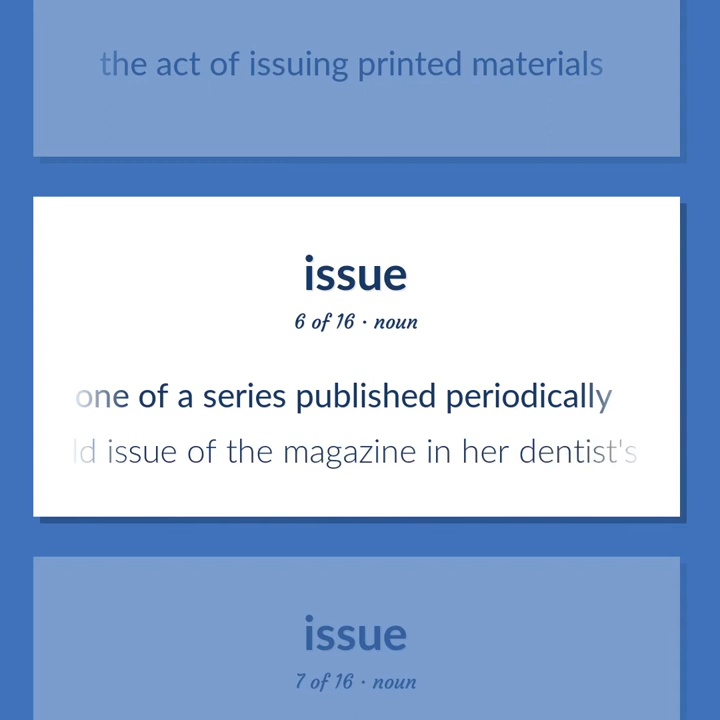 the act of issuing printed materials
issue
6 of 16 · noun
one of a series published periodically
ld issue of the magazine in her dentist's
issue
7 of 16 · noun